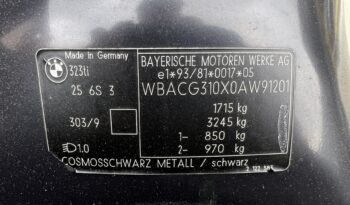 Made in Germany
BAYERISCHE MOTOREN WERKE AG
323ti
e1*93/81*0017*05
25 6S 3
WBACG310X0AW91201
1715 kg
303/9
3245 kg
1- 850 kg
1.0
2- 970 kg
COSMOSSCHWARZ METALL / schwarz